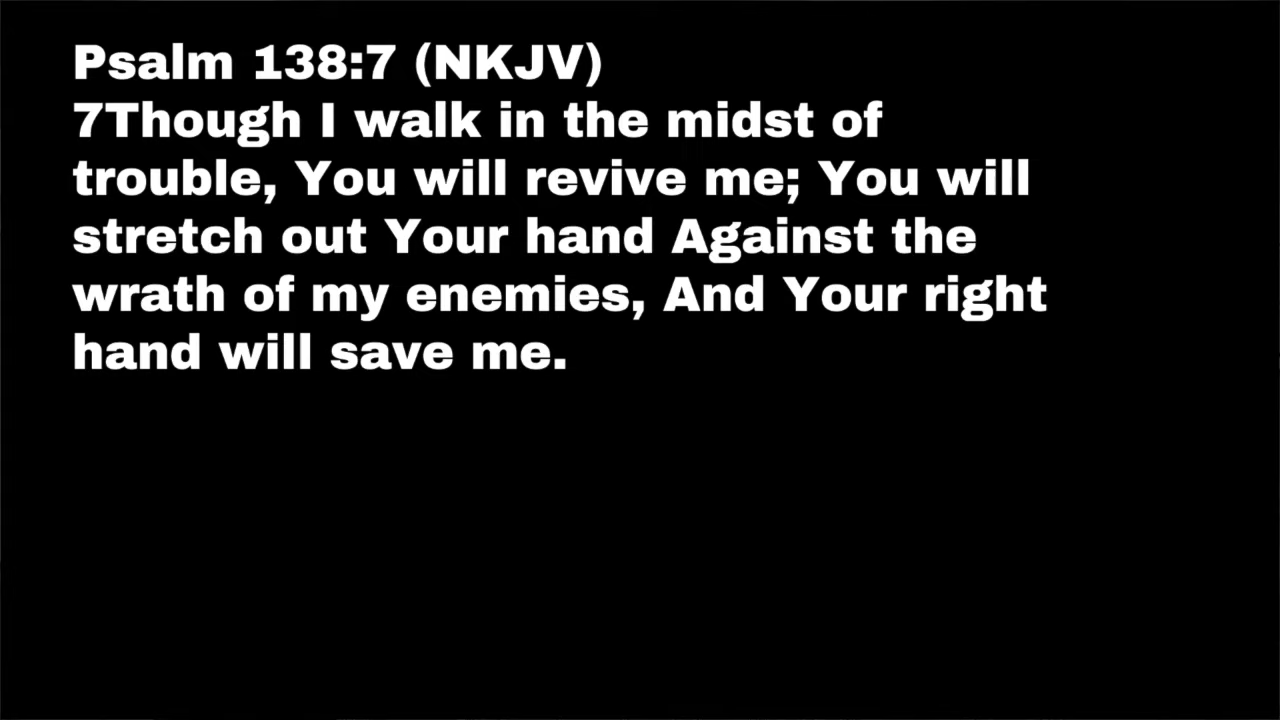 Psalm 138:7 (NKJV)
7Though I walk in the midst of
trouble, You will revive me; You will
stretch out Your hand Against the
wrath of my enemies, And Your right
hand will save me.